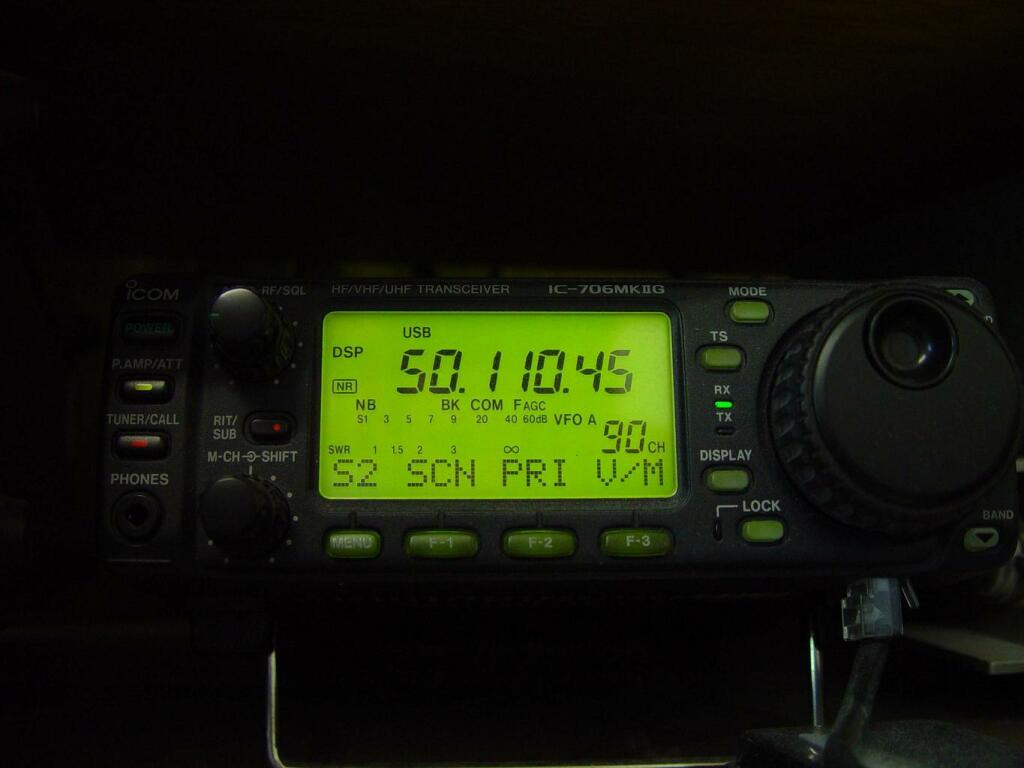 ICOM
RF/SQL
HF/VHF/UHF TRANSCEIVER
IC-706MKIIG
POWER
P.AMP/ATT
TUNER/CALL
PHONES
RIT/
SUB
M-CH SHIFT
USB
DSP
50.110.45
NR
NB BK COM FAGC
S1 3 5 7 9 20 40 60dB VFO A
90 CH
SWR 1 1.5 2 3 ∞
S2 SCN PRI V/M
MENU F-1 F-2 F-3
MODE
TS
RX
TX
DISPLAY
LOCK
BAND